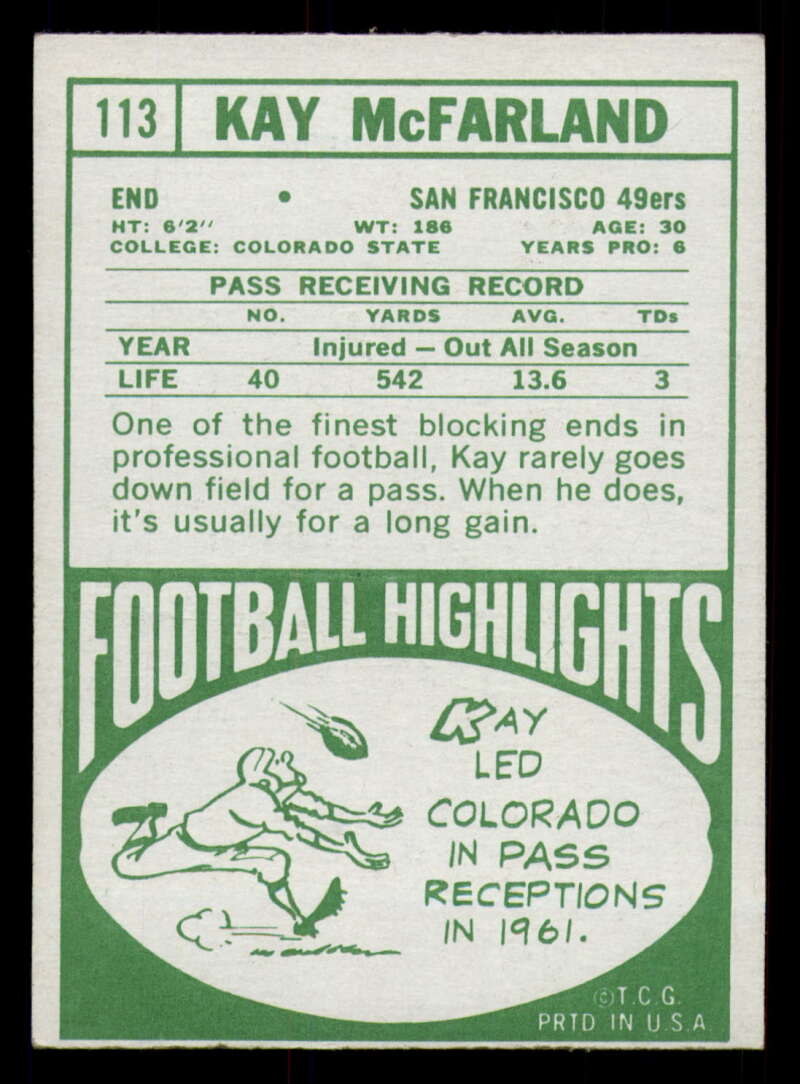 113 KAY McFARLAND
END • SAN FRANCISCO 49ers
HT: 6'2" WT: 186 AGE: 30
COLLEGE: COLORADO STATE YEARS PRO: 6
PASS RECEIVING RECORD
NO. YARDS AVG. TDs
YEAR Injured — Out All Season
LIFE 40 542 13.6 3
One of the finest blocking ends in
professional football, Kay rarely goes
down field for a pass. When he does,
it's usually for a long gain.
FOOTBALL HIGHLIGHTS
KAY
LED
COLORADO
IN PASS
RECEPTIONS
IN 1961.
©T.C.G.
PRTD IN U.S.A